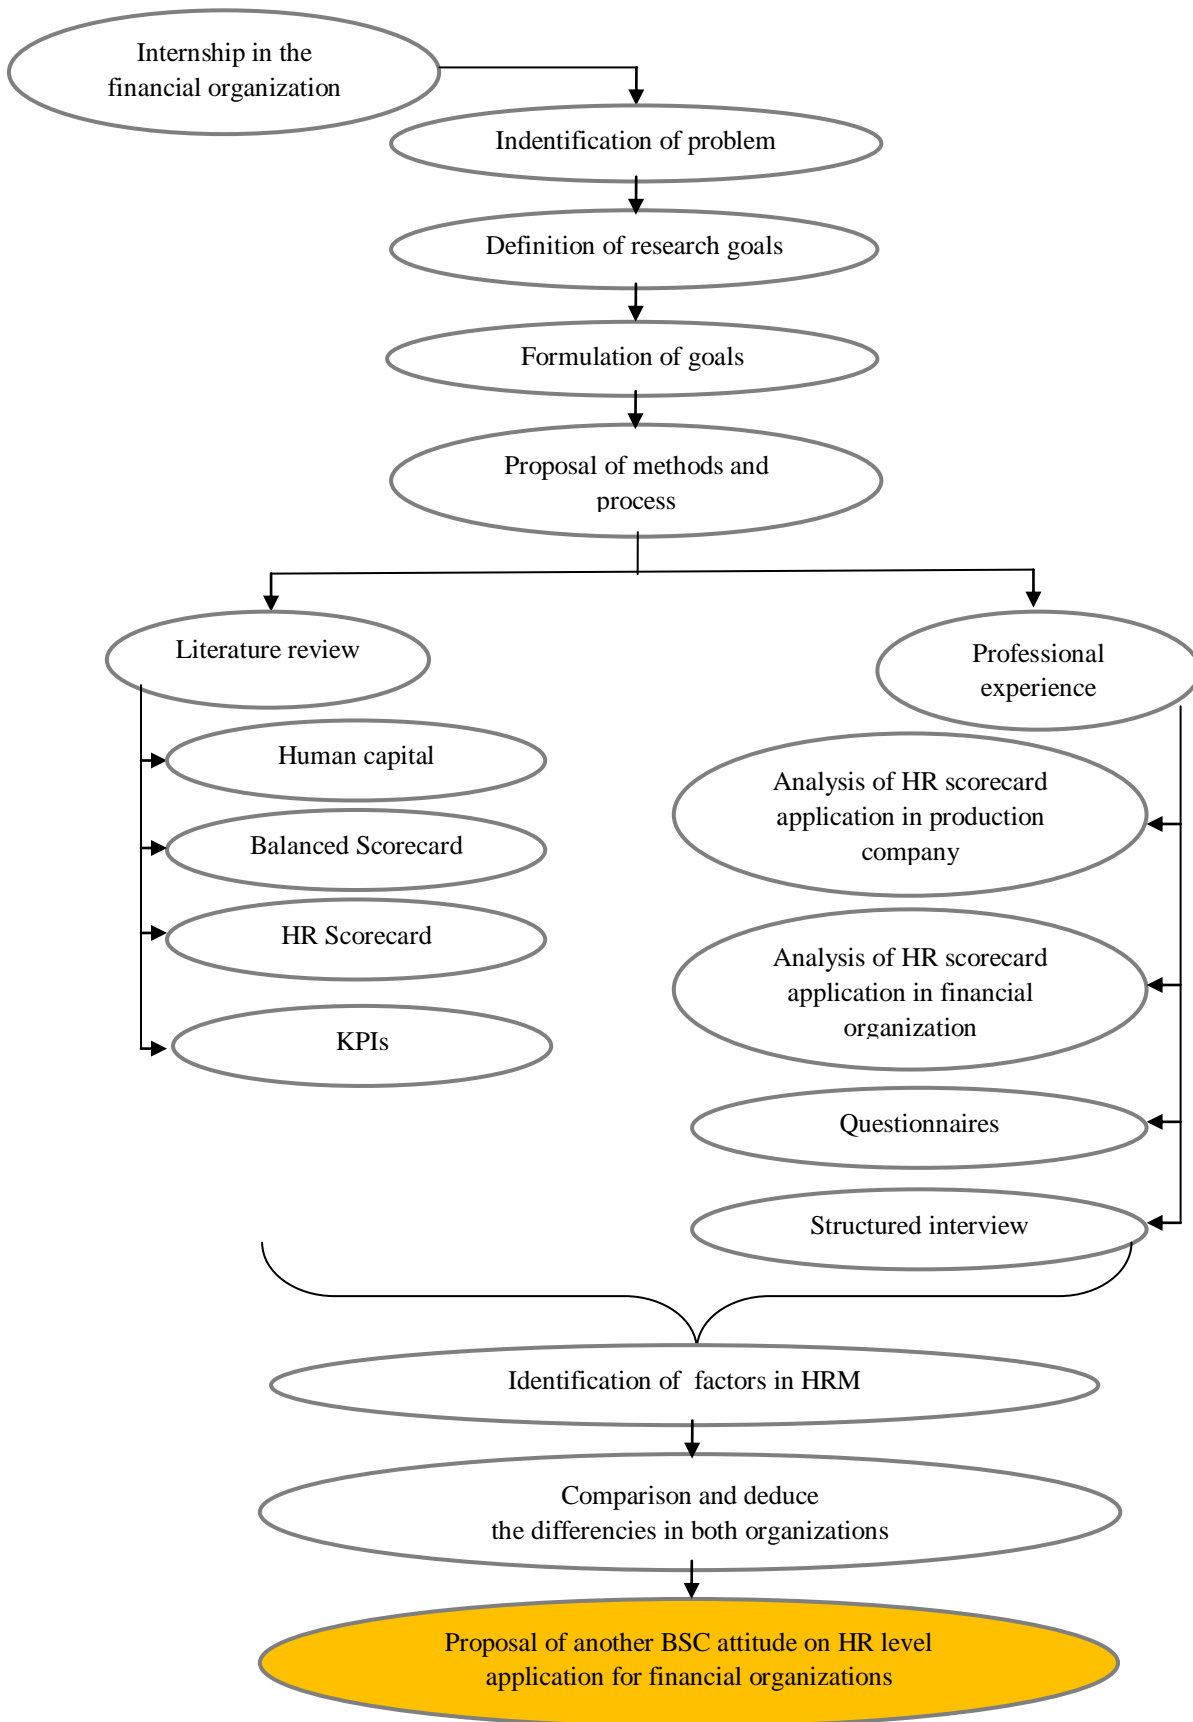 Internship in the
financial organization
Indentification of problem
Definition of research goals
Formulation of goals
Proposal of methods and
process
Literature review
Human capital
Balanced Scorecard
HR Scorecard
KPIs
Professional
experience
Analysis of HR scorecard
application in production
company
Analysis of HR scorecard
application in financial
organization
Questionnaires
Structured interview
Identification of  factors in HRM
Comparison and deduce
the differencies in both organizations
Proposal of another BSC attitude on HR level
application for financial organizations